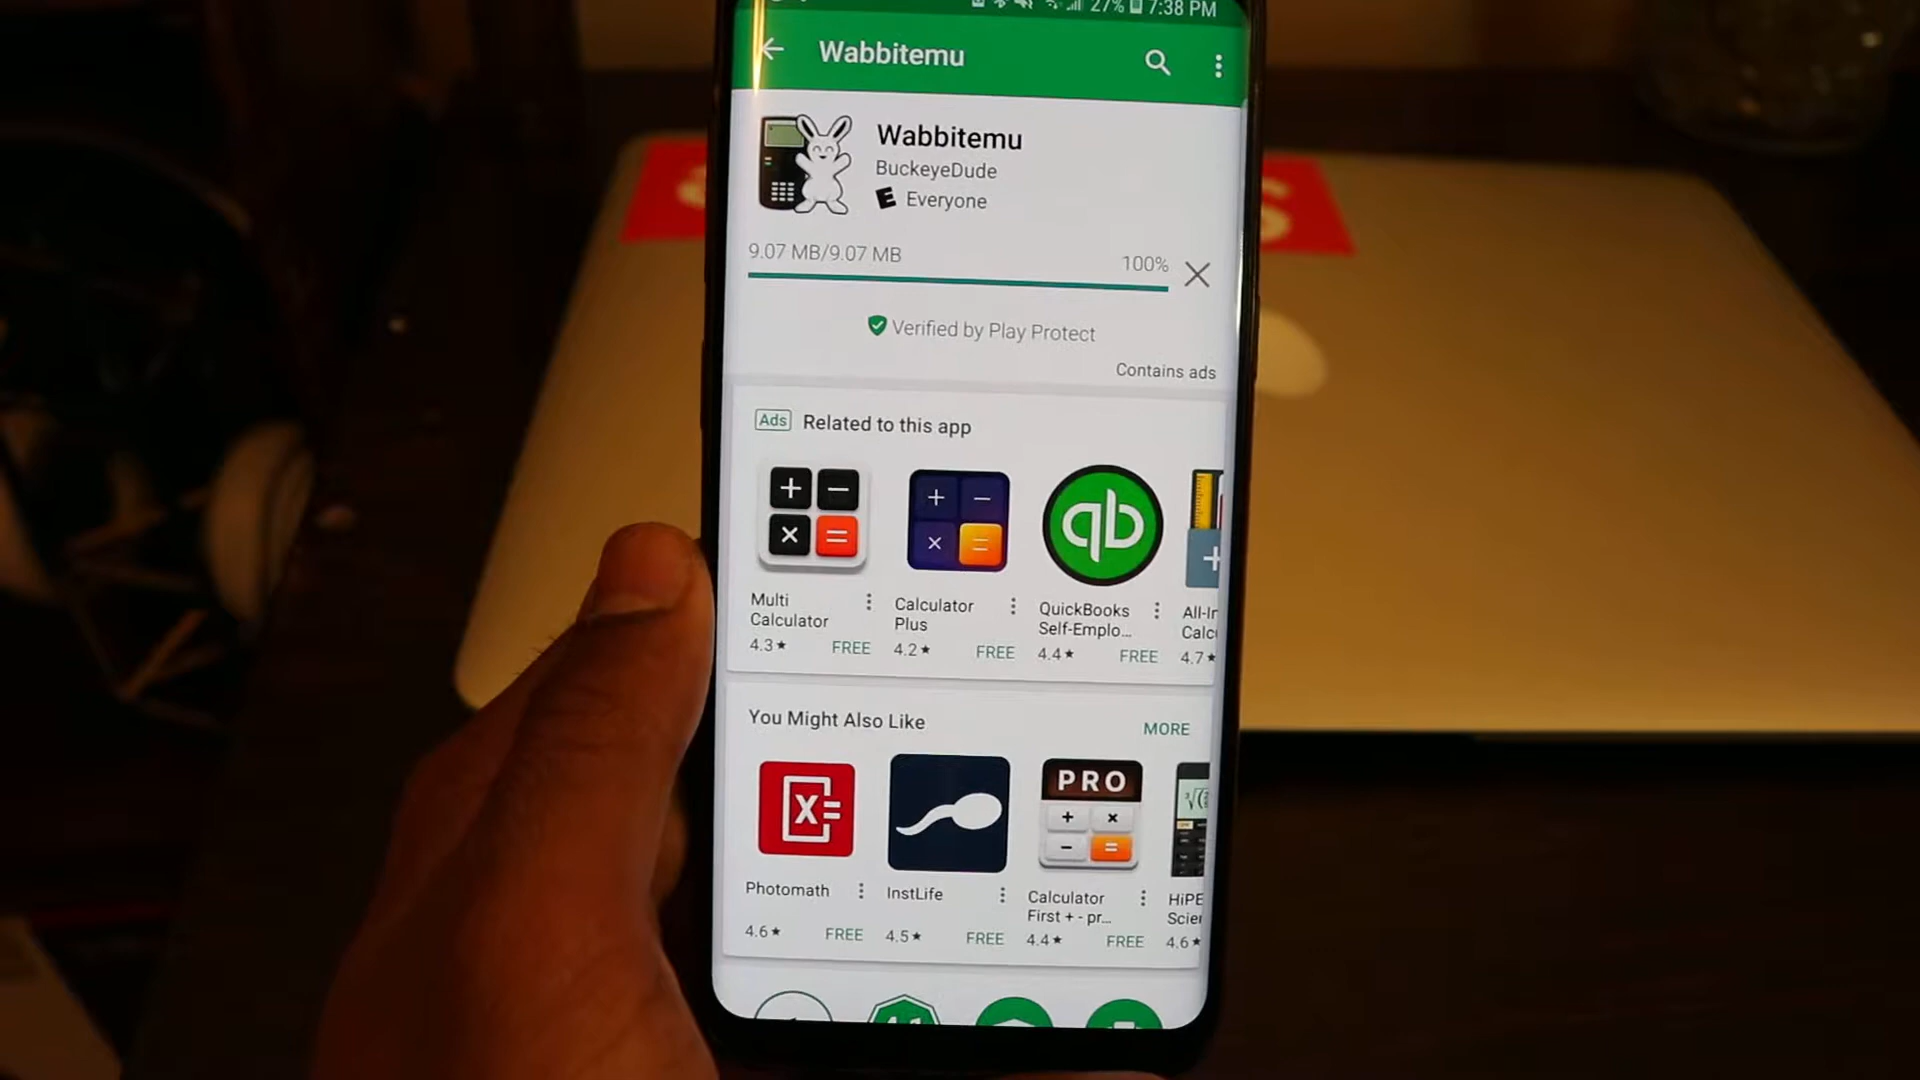 27% 7:38 PM
Wabbitemu
Wabbitemu
BuckeyeDude
E Everyone
9.07 MB/9.07 MB 100%
Verified by Play Protect
Contains ads
Ads Related to this app
qb
Multi Calculator
4.3★ FREE
Calculator Plus
4.2★ FREE
QuickBooks Self-Emplo...
4.4★ FREE
All-In
Calc
4.7★
You Might Also Like MORE
X=
PRO
Photomath
4.6★ FREE
InstLife
4.5★ FREE
Calculator First + - pr...
4.4★ FREE
HiPE
Scien
4.6★
S